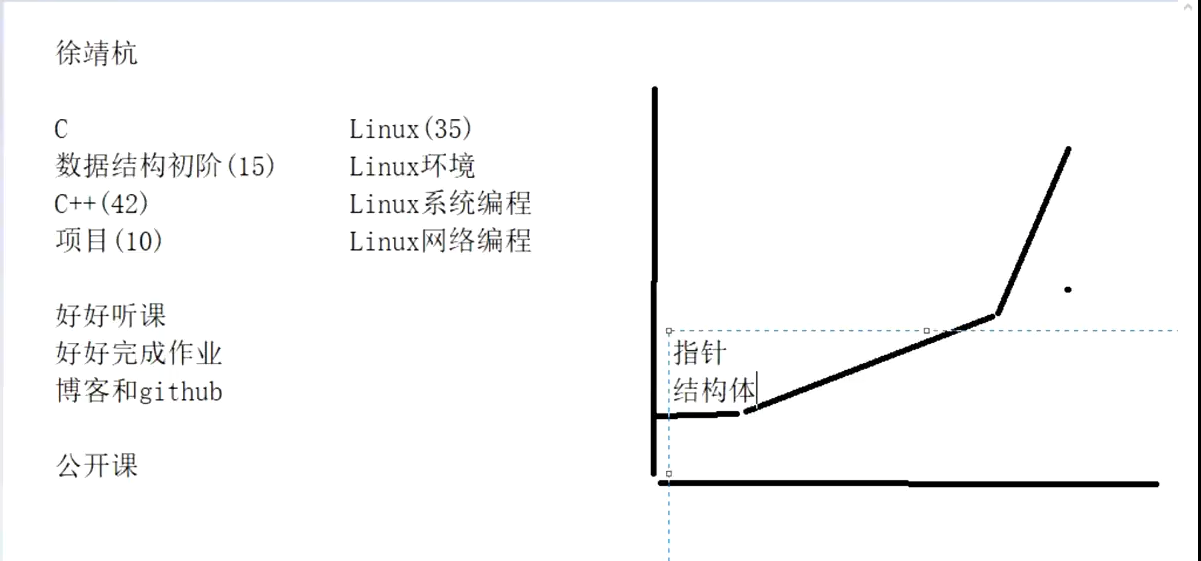 徐靖杭
C
数据结构初阶(15)
C++(42)
项目(10)
Linux(35)
Linux环境
Linux系统编程
Linux网络编程
好好听课
好好完成作业
博客和github
公开课
指针
结构体